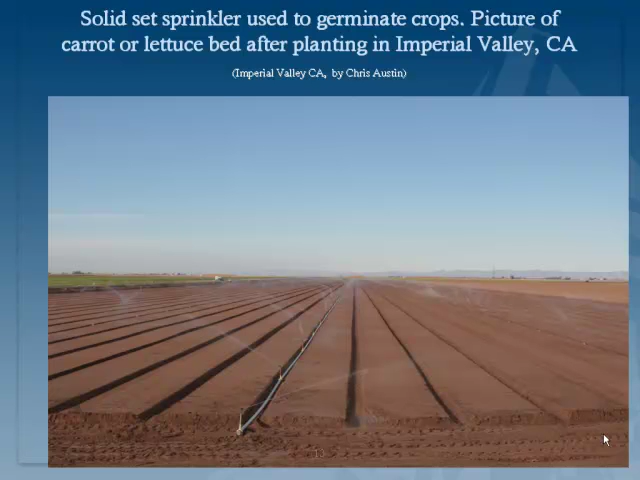 Solid set sprinkler used to germinate crops. Picture of
carrot or lettuce bed after planting in Imperial Valley, CA
(Imperial Valley CA, by Chris Austin)